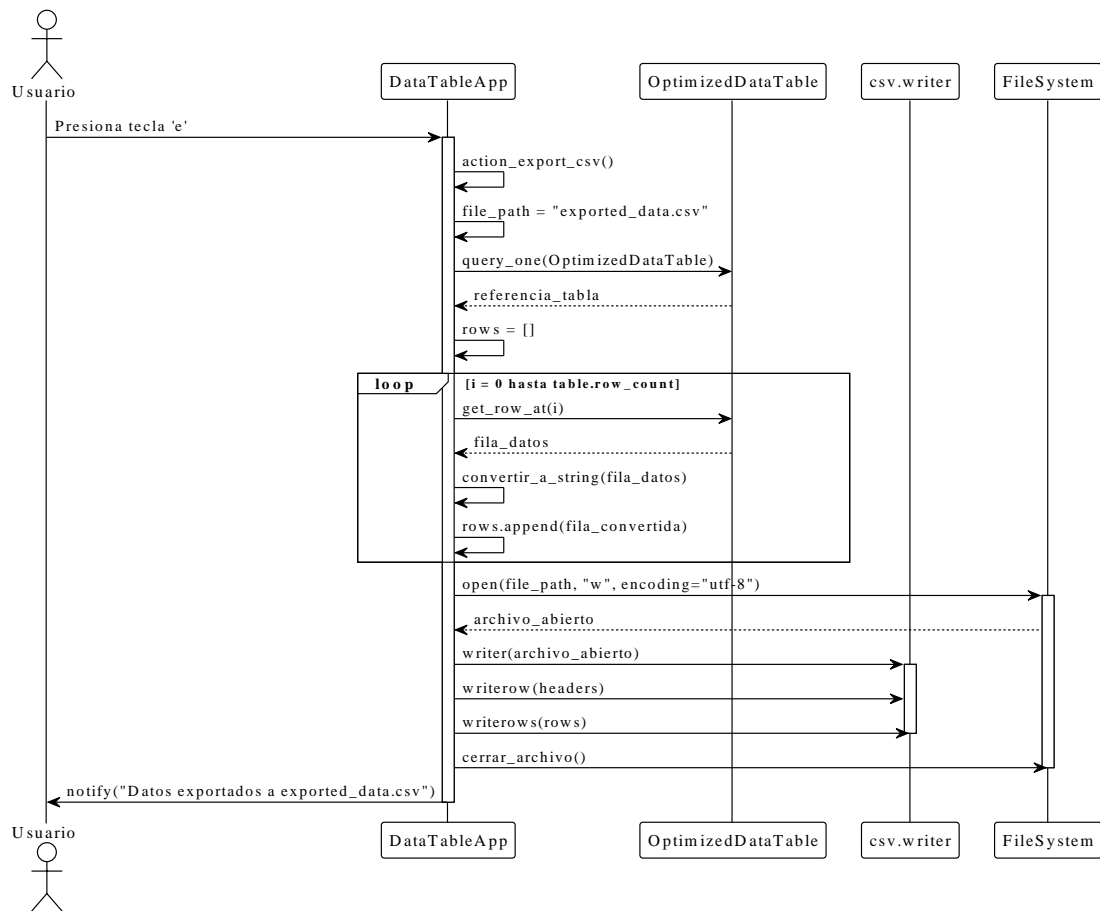 Usuario
DataTableApp
OptimizedDataTable
csv.writer
FileSystem
Presiona tecla 'e'
action_export_csv()
file_path = "exported_data.csv"
query_one(OptimizedDataTable)
referencia_tabla
rows = []
loop
[i = 0 hasta table.row_count]
get_row_at(i)
fila_datos
convertir_a_string(fila_datos)
rows.append(fila_convertida)
open(file_path, "w", encoding="utf-8")
archivo_abierto
writer(archivo_abierto)
writerow(headers)
writerows(rows)
cerrar_archivo()
notify("Datos exportados a exported_data.csv")
Usuario
DataTableApp
OptimizedDataTable
csv.writer
FileSystem